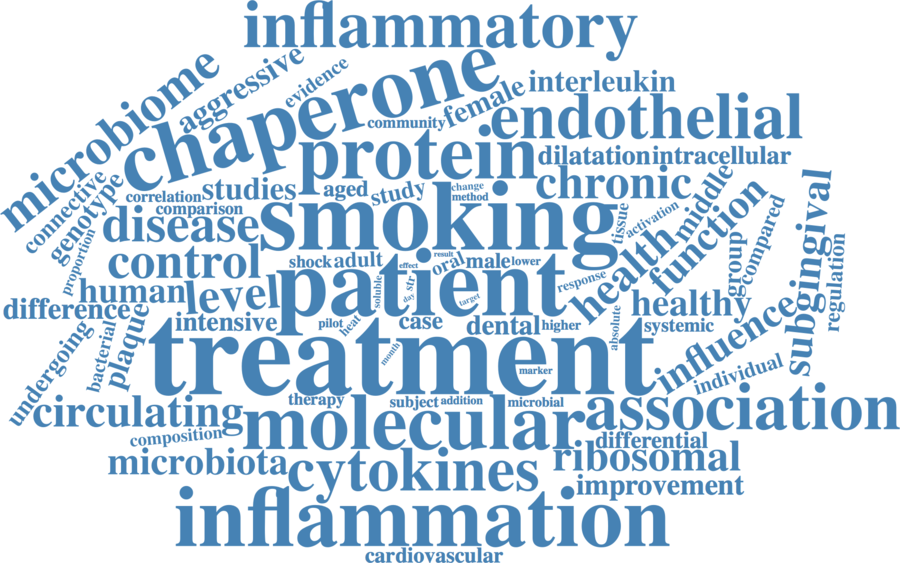 inflammatory
microbiome
aggressive
evidence
chaperone
interleukin
community
female
endothelial
protein
dilatation
intracellular
connective
genotype
correlation
studies
aged
study
change
method
chronic
middle
comparison
disease
smoking
tissue
activation
function
compared
subgingival
proportion
control
shock
adult
effect
result
oral
male
lower
health
group
regulation
human
level
soluble
str
day
patient
target
response
healthy
difference
intensive
pilot
heat
case
dental
higher
absolute
systemic
undergoing
bacterial
plaque
treatment
month
marker
influence
individual
therapy
subject
addition
microbial
circulating
molecular
association
composition
differential
microbiota
cytokines
ribosomal
improvement
inflammation
cardiovascular